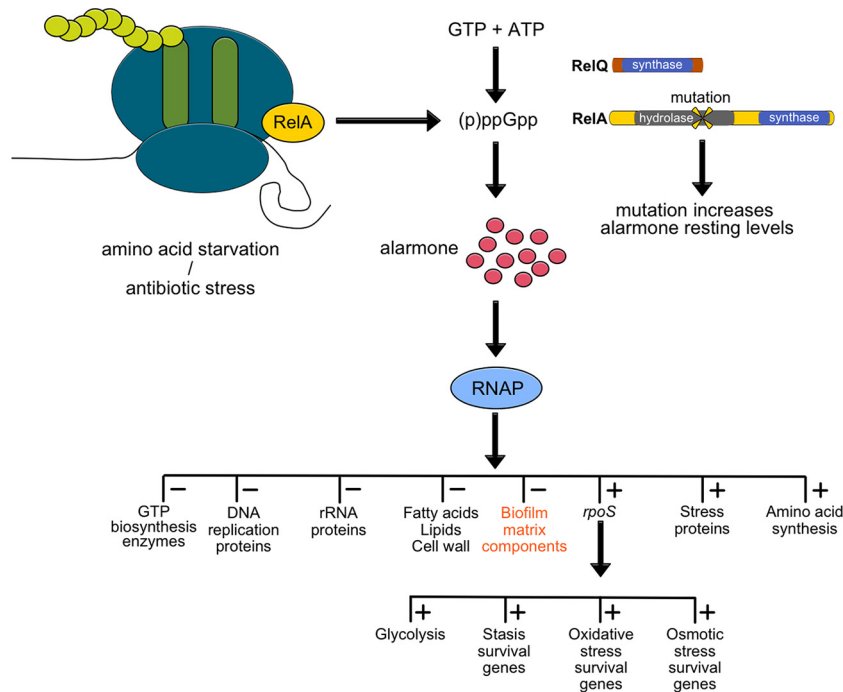 GTP + ATP
RelQ
synthase
mutation
RelA
(p)ppGpp
RelA
hydrolase
synthase
mutation increases
alarmone resting levels
amino acid starvation
/
antibiotic stress
alarmone
RNAP
− − − − − + + +
GTP
biosynthesis
enzymes
DNA
replication
proteins
rRNA
proteins
Fatty acids
Lipids
Cell wall
Biofilm
matrix
components
rpoS
Stress
proteins
Amino acid
synthesis
+ + + +
Glycolysis
Stasis
survival
genes
Oxidative
stress
survival
genes
Osmotic
stress
survival
genes